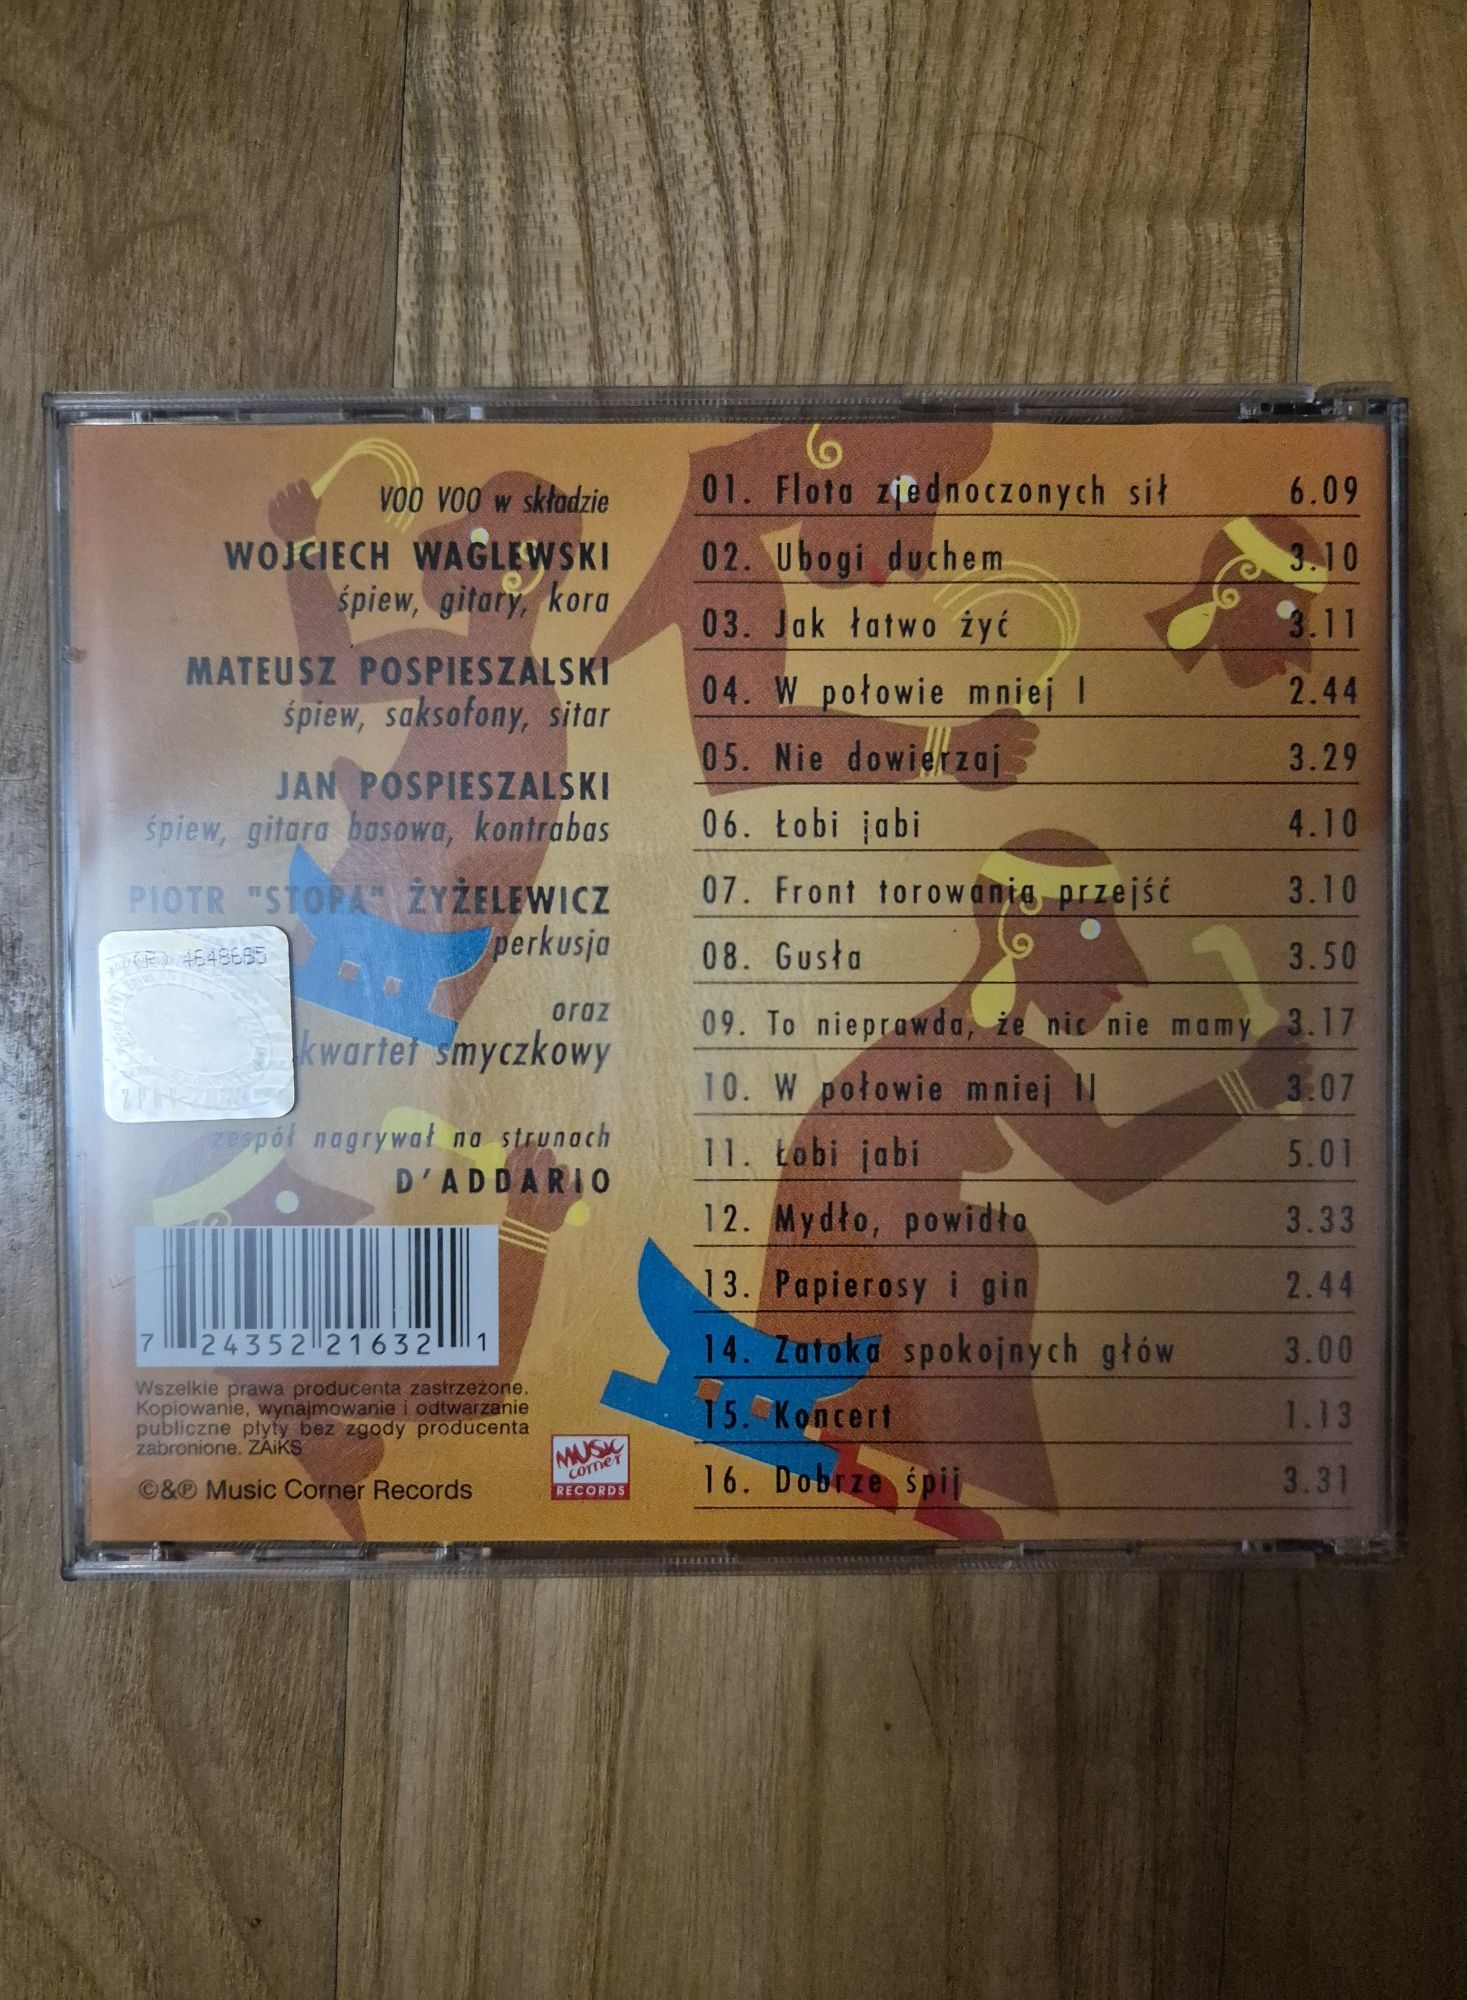 VOO VOO w składzie
WOJCIECH WAGLEWSKI
śpiew, gitary, kora
MATEUSZ POSPIESZALSKI
śpiew, saksofony, sitar
JAN POSPIESZALSKI
śpiew, gitara basowa, kontrabas
PIOTR "STOPA" ŻYŻELEWICZ
perkusja
oraz
kwartet smyczkowy
zespół nagrywał na strunach
D'ADDARIO
7 24352 21632 1
Wszelkie prawa producenta zastrzeżone.
Kopiowanie, wynajmowanie i odtwarzanie
publiczne płyty bez zgody producenta
zabronione. ZAiKS
©&℗ Music Corner Records
MUSIC
corner
RECORDS
01. Flota zjednoczonych sił 6.09
02. Ubogi duchem 3.10
03. Jak łatwo żyć 3.11
04. W połowie mniej I 2.44
05. Nie dowierzaj 3.29
06. Łobi jabi 4.10
07. Front torowania przejść 3.10
08. Gusła 3.50
09. To nieprawda, że nic nie mamy 3.17
10. W połowie mniej II 3.07
11. Łobi jabi 5.01
12. Mydło, powidło 3.33
13. Papierosy i gin 2.44
14. Zatoka spokojnych głów 3.00
15. Koncert 1.13
16. Dobrze śpij 3.31